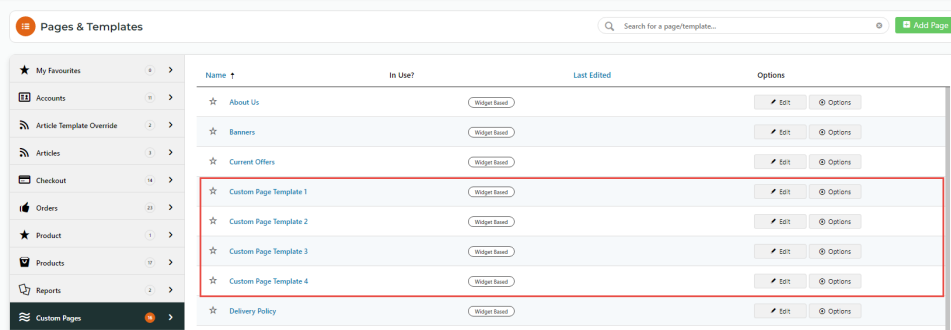 Pages & Templates
Search for a page/template...
Add Page
My Favourites
Accounts 11
Article Template Override 2
Articles 3
Checkout 14
Orders 23
Product 1
Products 17
Reports 2
Custom Pages 16
Name In Use? Last Edited Options
About Us Widget Based Edit Options
Banners Widget Based Edit Options
Current Offers Widget Based Edit Options
Custom Page Template 1 Widget Based Edit Options
Custom Page Template 2 Widget Based Edit Options
Custom Page Template 3 Widget Based Edit Options
Custom Page Template 4 Widget Based Edit Options
Delivery Policy Widget Based Edit Options